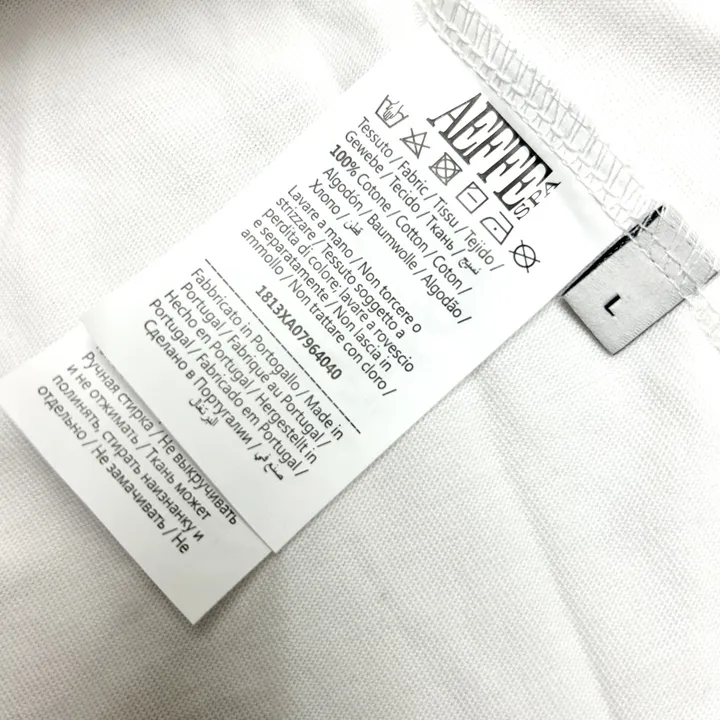 AEFFE
SPA
Tessuto / Fabric / Tissu / Tejido /
Gewebe / Tecido / Ткань / نسيج
100% Cotone / Cotton / Coton /
Algodón / Baumwolle / Algodão /
Хлопо / قطن
Lavare a mano / Non torcere o
strizzare / Tessuto soggetto a
perdita di colore; lavare a rovescio
e separatamente / Non lascia in
ammollo / Non trattare con cloro /
1813XA07964040
Fabbricato in Portogallo / Made in
Portugal / Fabriqué au Portugal /
Hecho en Portugal / Hergestellt in
Portugal / Fabricado em Portugal /
Сделано в Португалии / صنع في
البرتغال
L
Ручная стирка / Не выкручивать
и не отжимать / Ткань может
полинять, стирать наизнанку и
отдельно / Не замачивать / Не